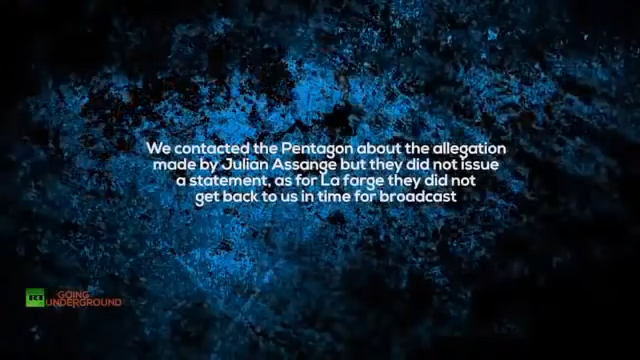 We contacted the Pentagon about the allegation
made by Julian Assange but they did not issue
a statement, as for La farge they did not
get back to us in time for broadcast
RT
GOING
UNDERGROUND